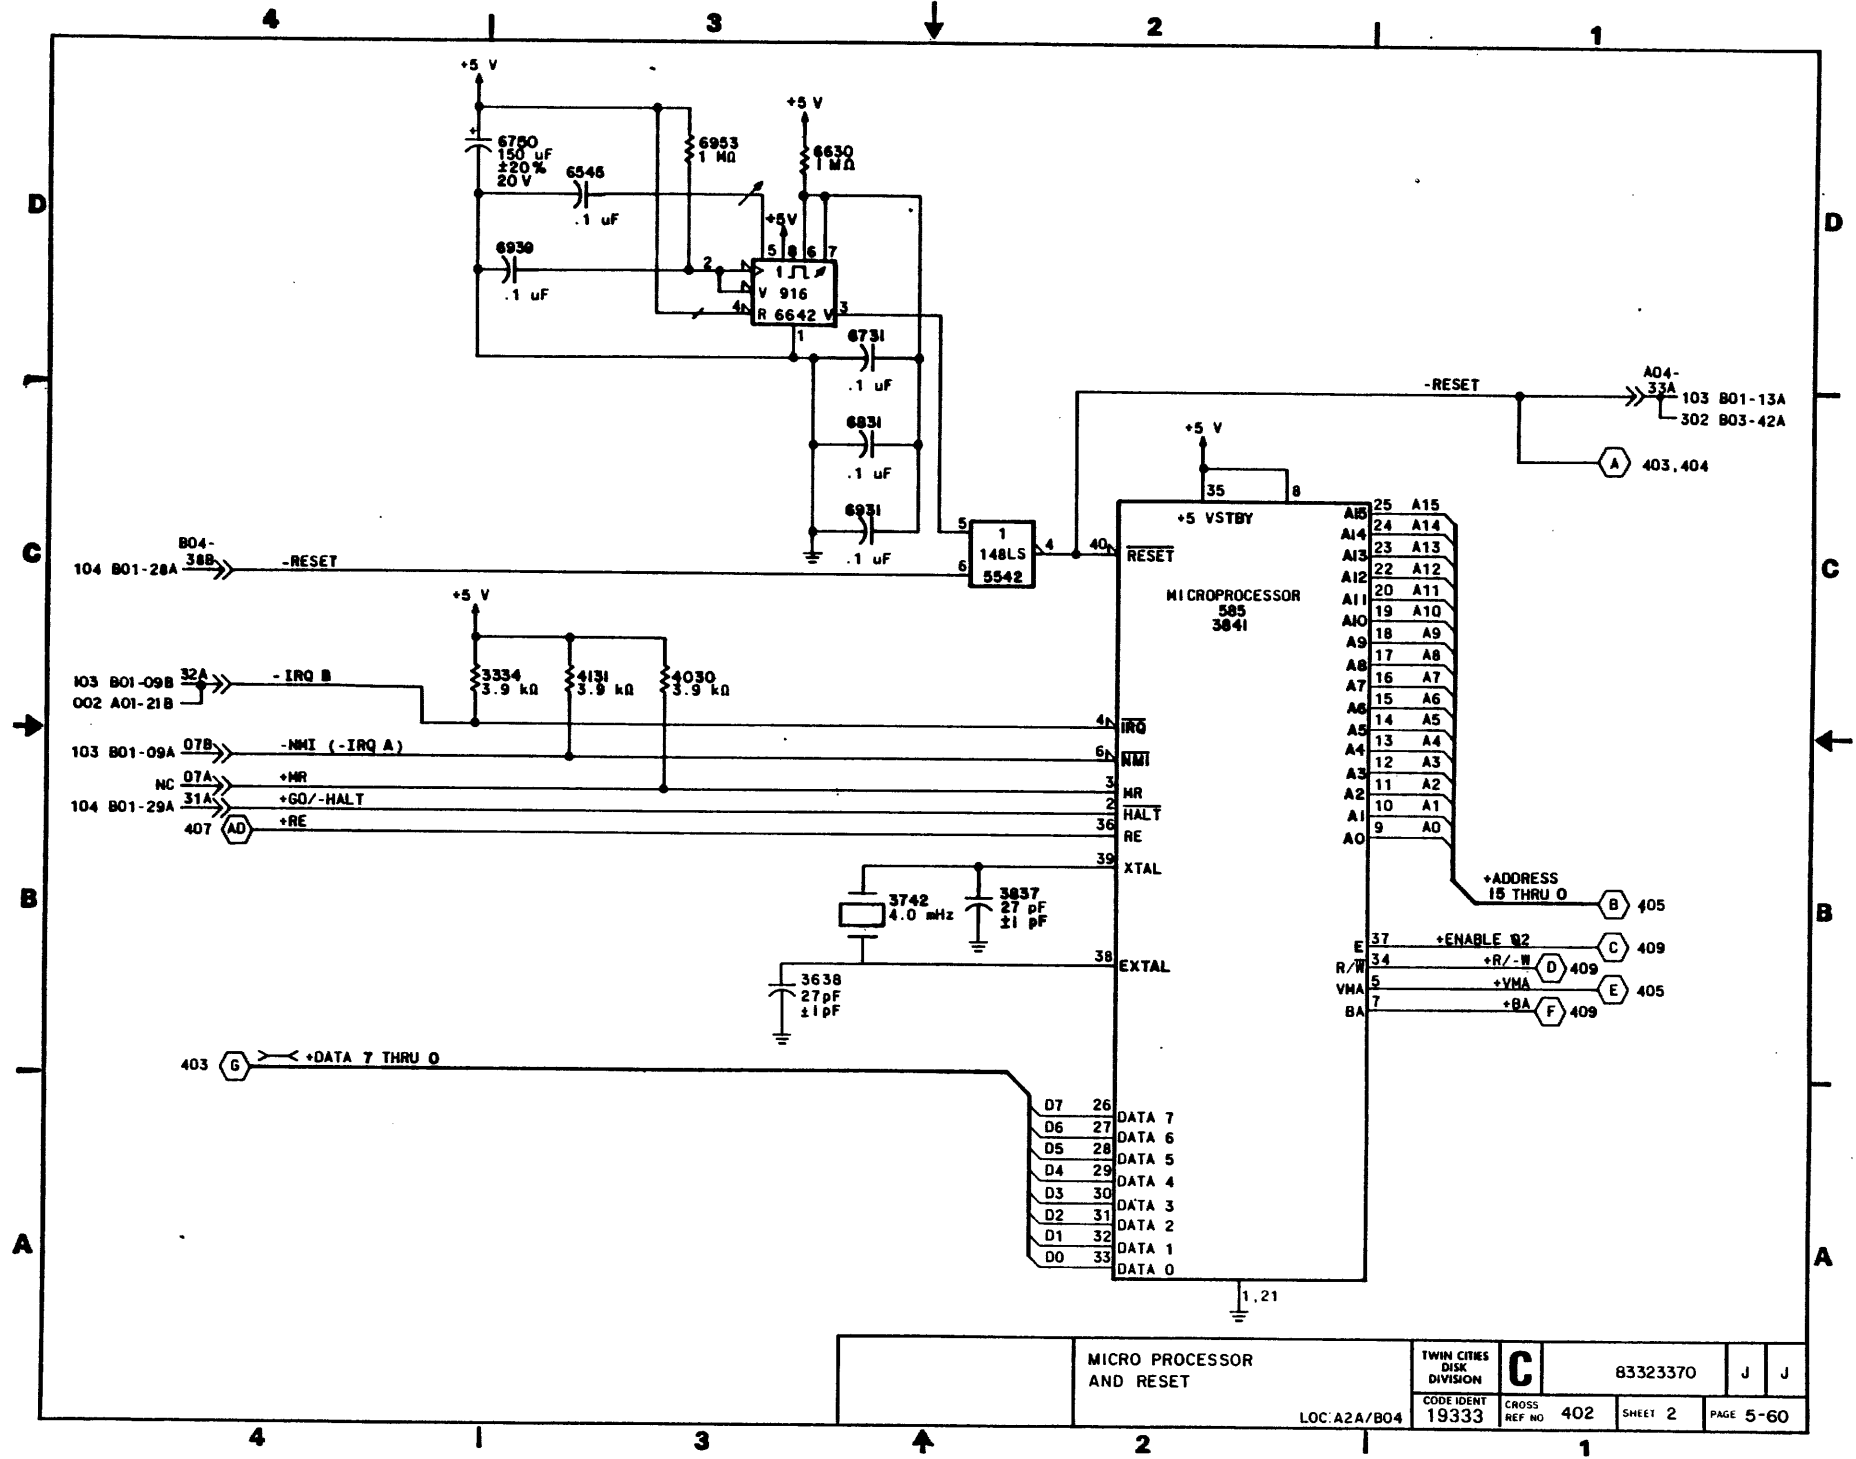 4 3 2 1
+5 V
+5 V
+
6750
150 uF
±20%
20 V
6953
1 MΩ
6630
1 MΩ
6545
.1 uF
D D
+5V
6939
.1 uF
5 8 6 7
2
1
V 916
4 R 6642 V 3
1
6731
.1 uF
6831
.1 uF
6931
.1 uF
-RESET
A04-
33A
103 B01-13A
302 B03-42A
A 403,404
+5 V
35 8
+5 VSTBY
C C
B04-
38B
104 B01-28A
-RESET
5
6
1
148LS
5542
4
40 RESET
MICROPROCESSOR
585
3841
A15 25 A15
A14 24 A14
A13 23 A13
A12 22 A12
A11 20 A11
A10 19 A10
A9 18 A9
A8 17 A8
A7 16 A7
A6 15 A6
A5 14 A5
A4 13 A4
A3 12 A3
A2 11 A2
A1 10 A1
A0 9 A0
+5 V
3334
3.9 kΩ
4131
3.9 kΩ
4030
3.9 kΩ
103 B01-09B 32A -IRQ B
002 A01-21B
4 IRQ
103 B01-09A 07B -NMI (-IRQ A)
6 NMI
NC 07A +MR
3 MR
104 B01-29A 31A +GO/-HALT
2 HALT
407 AD +RE
36 RE
39 XTAL
3742
4.0 mHz
3837
27 pF
±1 pF
38 EXTAL
3638
27pF
±1pF
B B
+ADDRESS
15 THRU 0
B 405
E 37 +ENABLE 02 C 409
R/W 34 +R/-W D 409
VMA 5 +VMA E 405
BA 7 +BA F 409
403 G +DATA 7 THRU 0
D7 26 DATA 7
D6 27 DATA 6
D5 28 DATA 5
D4 29 DATA 4
D3 30 DATA 3
D2 31 DATA 2
D1 32 DATA 1
D0 33 DATA 0
A A
1,21
MICRO PROCESSOR
AND RESET
LOC:A2A/B04
TWIN CITIES
DISK
DIVISION
C
83323370
J J
CODE IDENT
19333
CROSS
REF NO 402
SHEET 2
PAGE 5-60
4 3 2 1